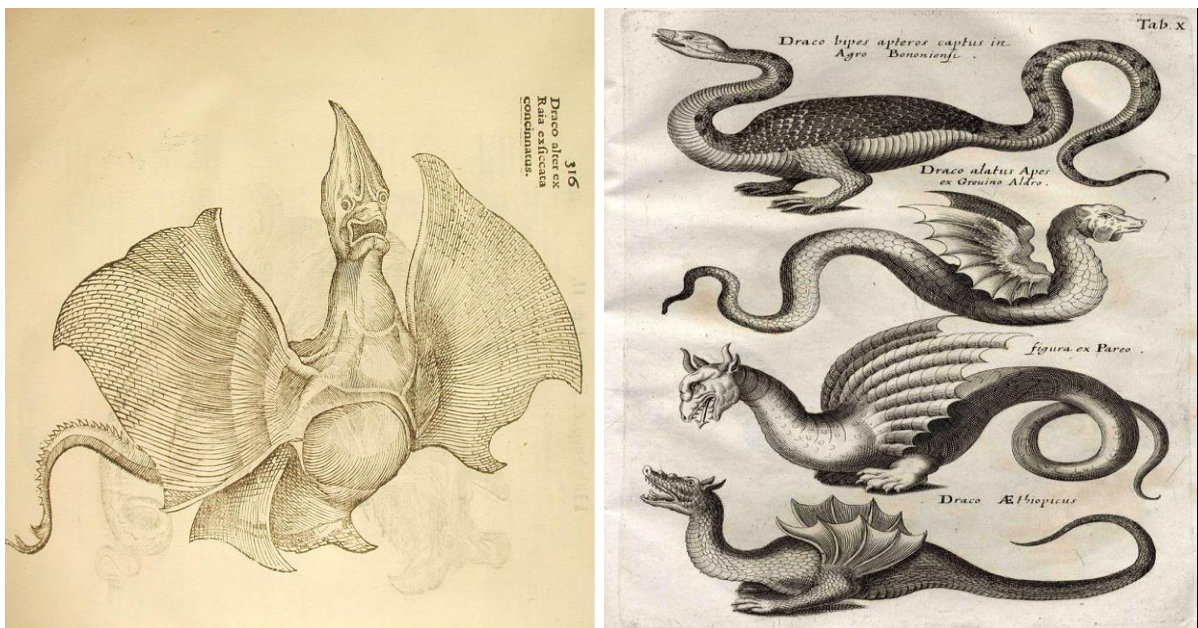 316
Draco alter ex
Raia exsiccata
concinnatus.
Tab. X
Draco bipes apteros captus in
Agro Bononiensi.
Draco alatus Apes
ex Greuino Aldro.
figura ex Pareo.
Draco Æthiopicus